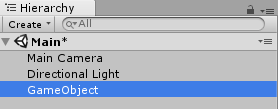 Hierarchy
Create All
Main*
Main Camera
Directional Light
GameObject